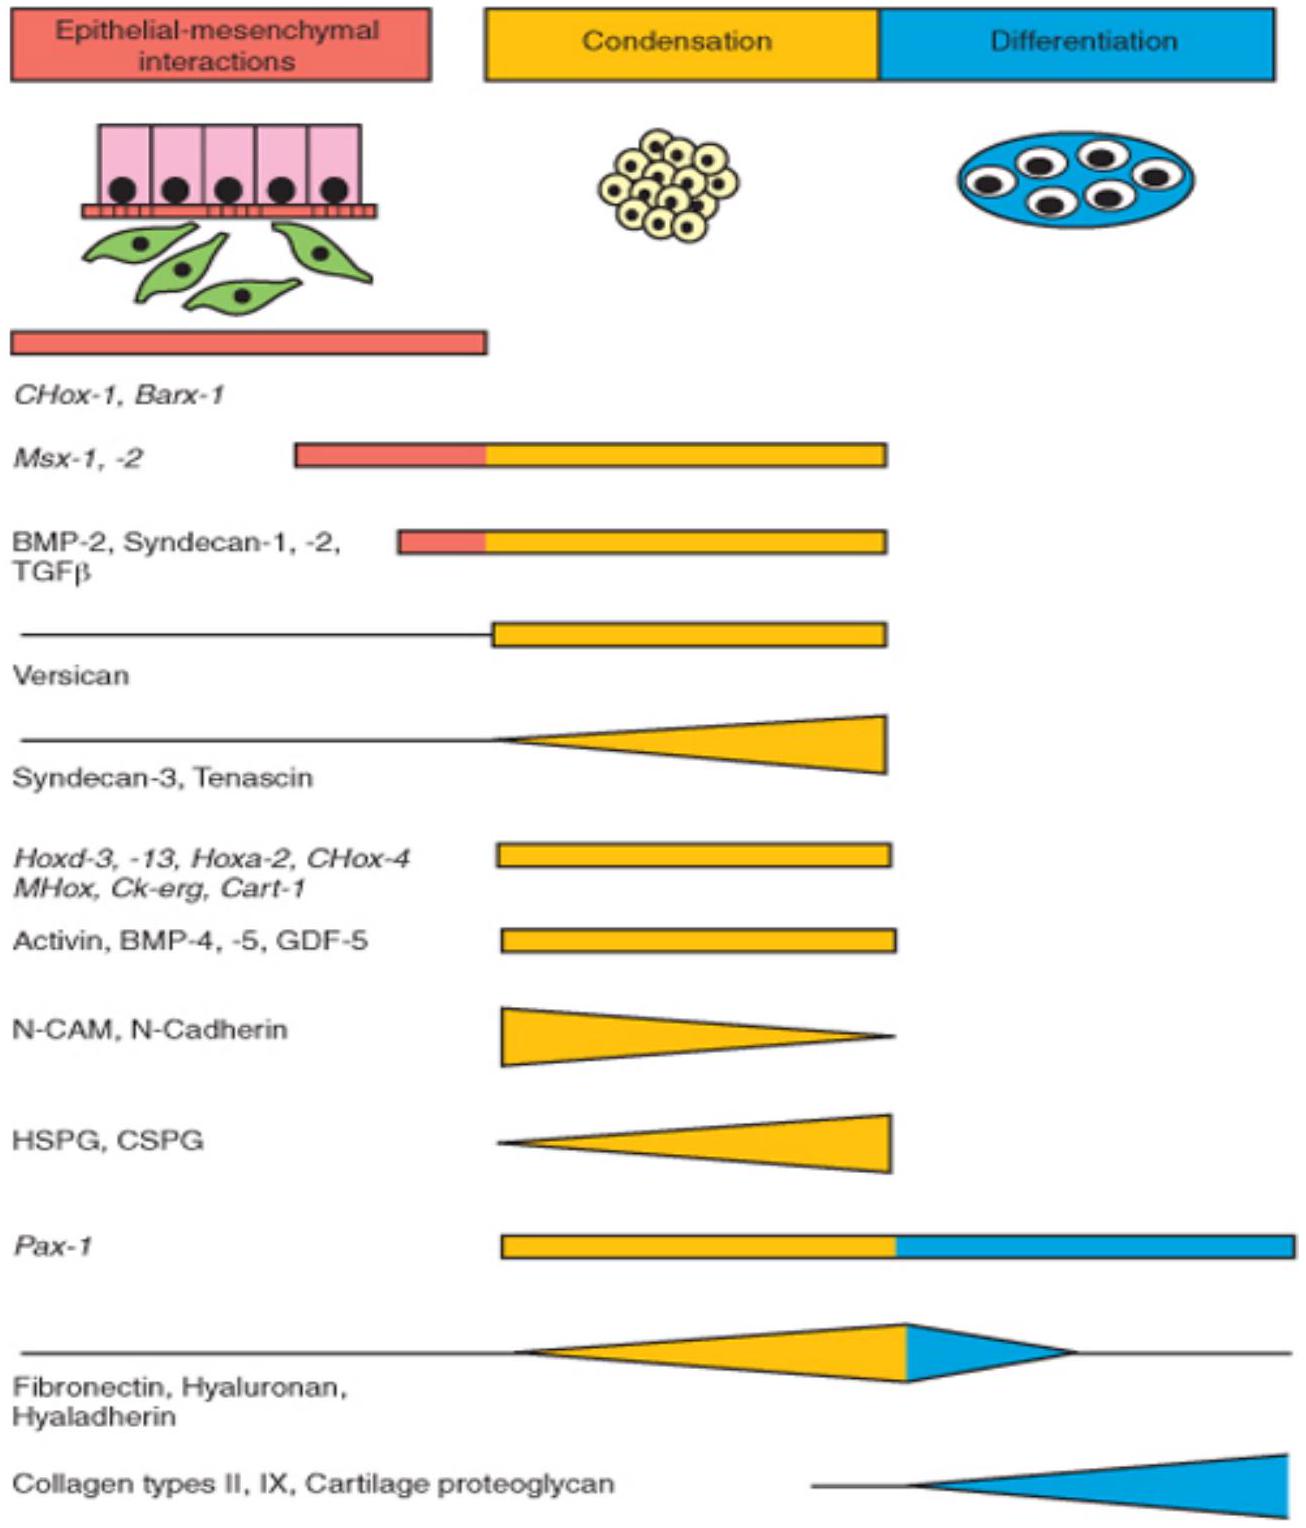 Epithelial-mesenchymal
interactions
Condensation
Differentiation
CHox-1, Barx-1
Msx-1, -2
BMP-2, Syndecan-1, -2,
TGFβ
Versican
Syndecan-3, Tenascin
Hoxd-3, -13, Hoxa-2, CHox-4
MHox, Ck-erg, Cart-1
Activin, BMP-4, -5, GDF-5
N-CAM, N-Cadherin
HSPG, CSPG
Pax-1
Fibronectin, Hyaluronan,
Hyaladherin
Collagen types II, IX, Cartilage proteoglycan